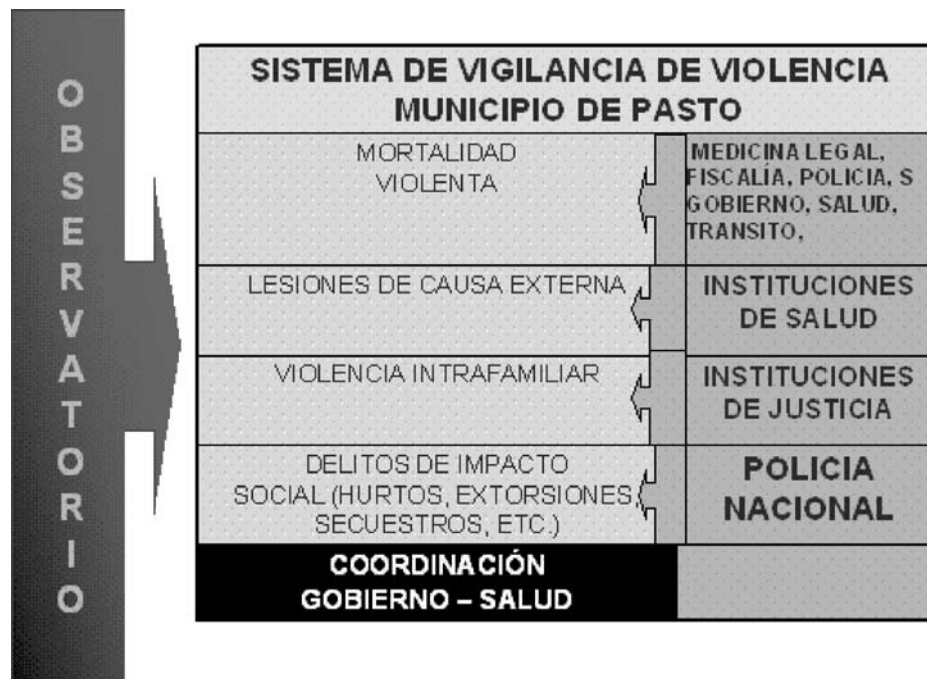 OBSERVATORIO
SISTEMA DE VIGILANCIA DE VIOLENCIA
MUNICIPIO DE PASTO
MORTALIDAD
VIOLENTA
MEDICINA LEGAL,
FISCALÍA, POLICIA, S
GOBIERNO, SALUD,
TRANSITO,
LESIONES DE CAUSA EXTERNA
INSTITUCIONES
DE SALUD
VIOLENCIA INTRAFAMILIAR
INSTITUCIONES
DE JUSTICIA
DELITOS DE IMPACTO
SOCIAL (HURTOS, EXTORSIONES,
SECUESTROS, ETC.)
POLICIA
NACIONAL
COORDINACIÓN
GOBIERNO – SALUD